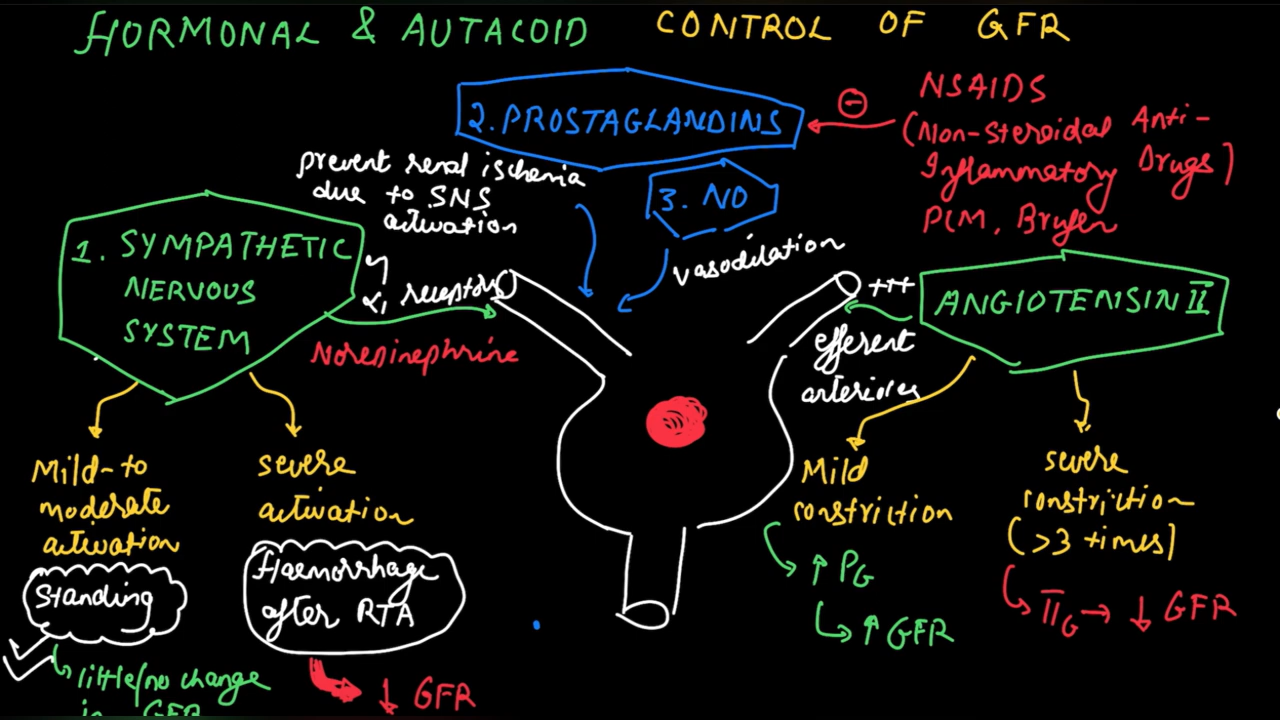 HORMONAL & AUTACOID CONTROL OF GFR
2. PROSTAGLANDINS
⊖
NSAIDS
(Non-steroidal Anti-
Inflammatory Drugs)
PCM, Brufen
prevent renal ischemia
due to SNS
activation
3. NO
vasodilation
1. SYMPATHETIC
NERVOUS
SYSTEM
α₁ receptors
Norepinephrine
+++
efferent
arterioles
ANGIOTENSIN II
Mild-to
moderate
activation
Standing
little/no change
in GFR
severe
activation
Haemorrhage
after RTA
↓ GFR
Mild
constriction
↑ PG
↑ GFR
severe
constriction
(>3 times)
πG → ↓ GFR